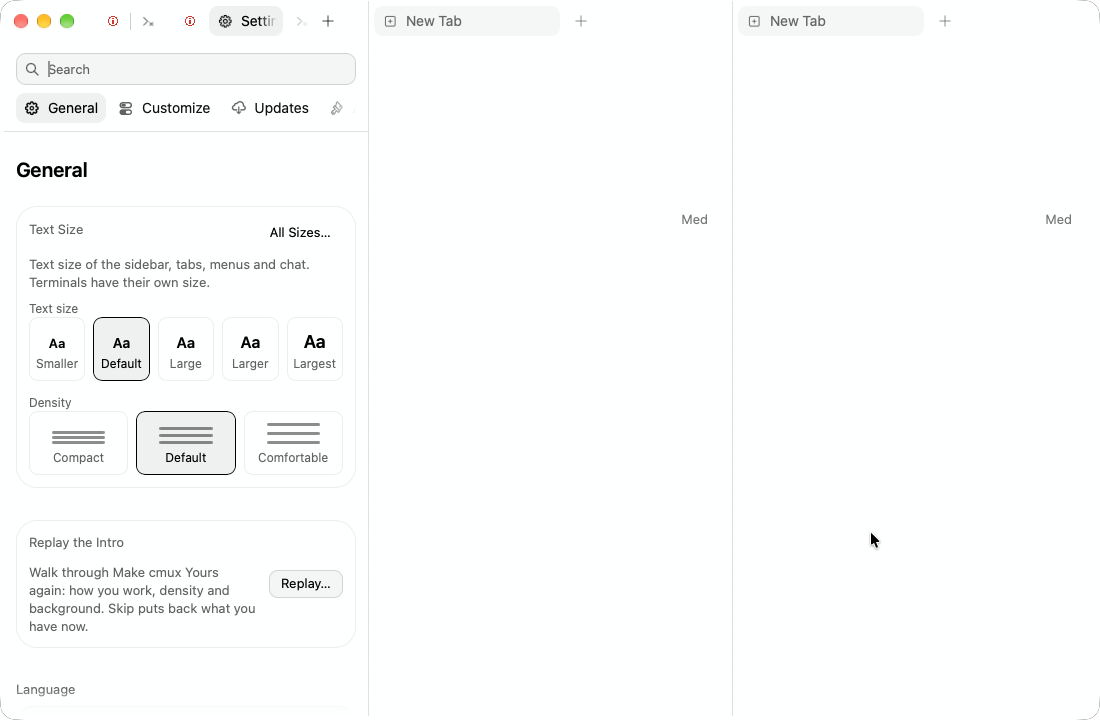 Settin
New Tab
New Tab
Search
General
Customize
Updates
General
Text Size
All Sizes...
Text size of the sidebar, tabs, menus and chat.
Terminals have their own size.
Text size
Aa
Aa
Aa
Aa
Aa
Smaller
Default
Large
Larger
Largest
Density
Compact
Default
Comfortable
Replay the Intro
Walk through Make cmux Yours
again: how you work, density and
background. Skip puts back what you
have now.
Replay...
Language
Med
Med